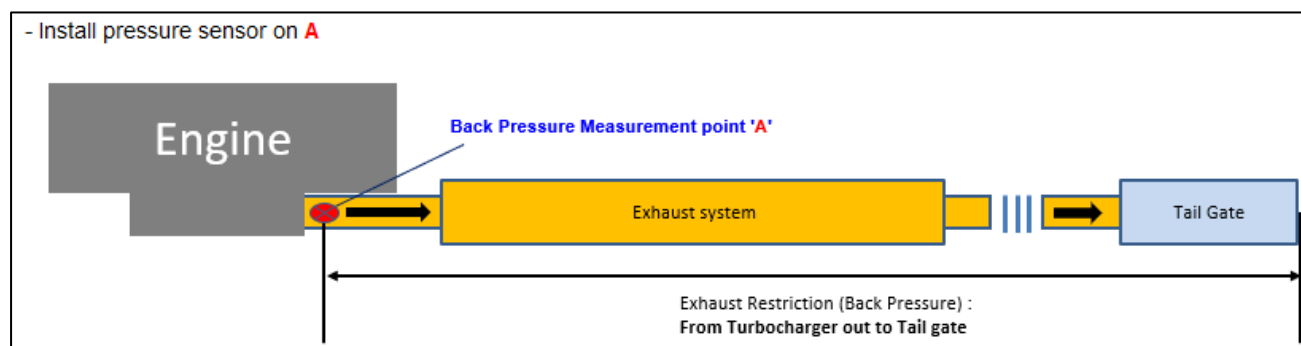 - Install pressure sensor on A
Engine
Back Pressure Measurement point 'A'
Exhaust system
Tail Gate
Exhaust Restriction (Back Pressure) :
From Turbocharger out to Tail gate